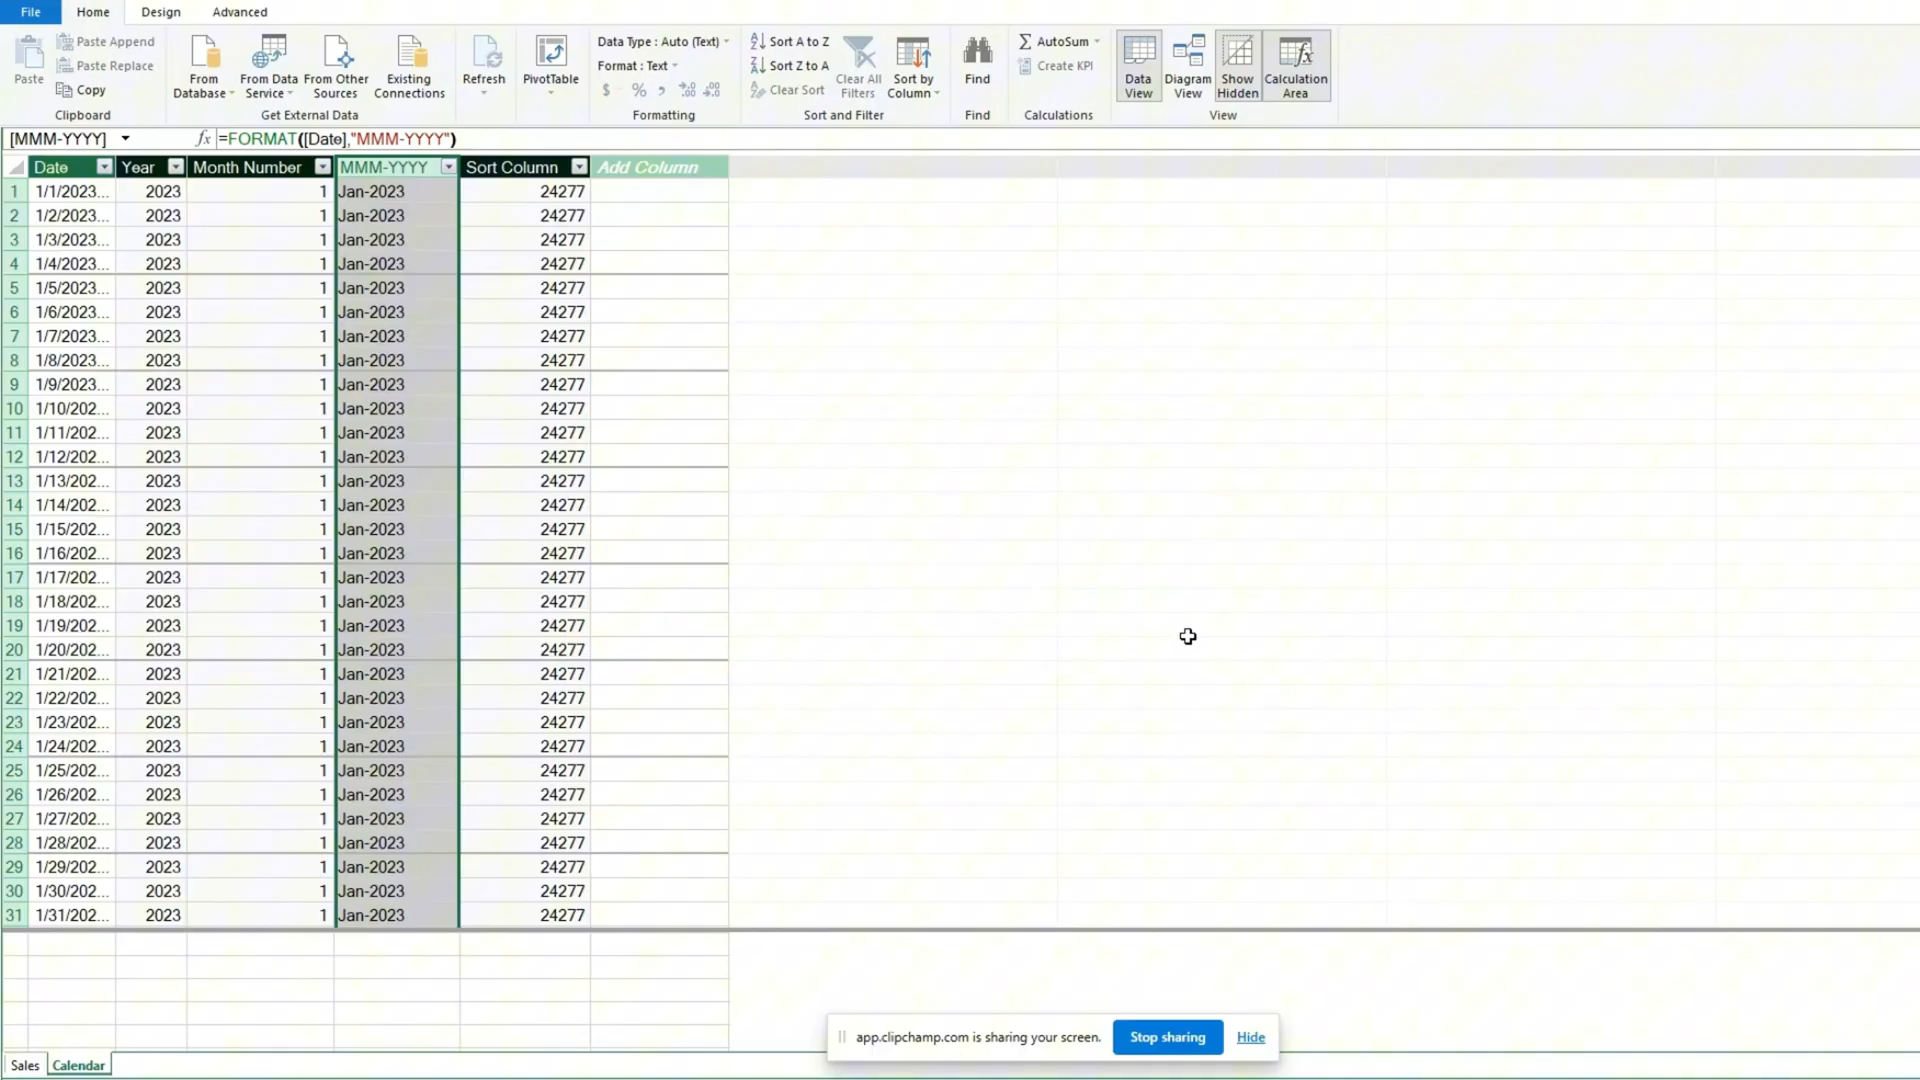 File Home Design Advanced
Paste
Paste Append
Paste Replace
Copy
Clipboard
From Database
From Data Service
From Other Sources
Existing Connections
Get External Data
Refresh
PivotTable
Data Type : Auto (Text)
Format : Text
$ % ,
Formatting
Sort A to Z
Sort Z to A
Clear Sort
Clear All Filters
Sort by Column
Sort and Filter
Find
Find
AutoSum
Create KPI
Calculations
Data View
Diagram View
Show Hidden
Calculation Area
View
[MMM-YYYY] fx =FORMAT([Date],"MMM-YYYY")
Date Year Month Number MMM-YYYY Sort Column Add Column
1 1/1/2023... 2023 1 Jan-2023 24277
2 1/2/2023... 2023 1 Jan-2023 24277
3 1/3/2023... 2023 1 Jan-2023 24277
4 1/4/2023... 2023 1 Jan-2023 24277
5 1/5/2023... 2023 1 Jan-2023 24277
6 1/6/2023... 2023 1 Jan-2023 24277
7 1/7/2023... 2023 1 Jan-2023 24277
8 1/8/2023... 2023 1 Jan-2023 24277
9 1/9/2023... 2023 1 Jan-2023 24277
10 1/10/202... 2023 1 Jan-2023 24277
11 1/11/202... 2023 1 Jan-2023 24277
12 1/12/202... 2023 1 Jan-2023 24277
13 1/13/202... 2023 1 Jan-2023 24277
14 1/14/202... 2023 1 Jan-2023 24277
15 1/15/202... 2023 1 Jan-2023 24277
16 1/16/202... 2023 1 Jan-2023 24277
17 1/17/202... 2023 1 Jan-2023 24277
18 1/18/202... 2023 1 Jan-2023 24277
19 1/19/202... 2023 1 Jan-2023 24277
20 1/20/202... 2023 1 Jan-2023 24277
21 1/21/202... 2023 1 Jan-2023 24277
22 1/22/202... 2023 1 Jan-2023 24277
23 1/23/202... 2023 1 Jan-2023 24277
24 1/24/202... 2023 1 Jan-2023 24277
25 1/25/202... 2023 1 Jan-2023 24277
26 1/26/202... 2023 1 Jan-2023 24277
27 1/27/202... 2023 1 Jan-2023 24277
28 1/28/202... 2023 1 Jan-2023 24277
29 1/29/202... 2023 1 Jan-2023 24277
30 1/30/202... 2023 1 Jan-2023 24277
31 1/31/202... 2023 1 Jan-2023 24277
app.clipchamp.com is sharing your screen. Stop sharing Hide
Sales Calendar